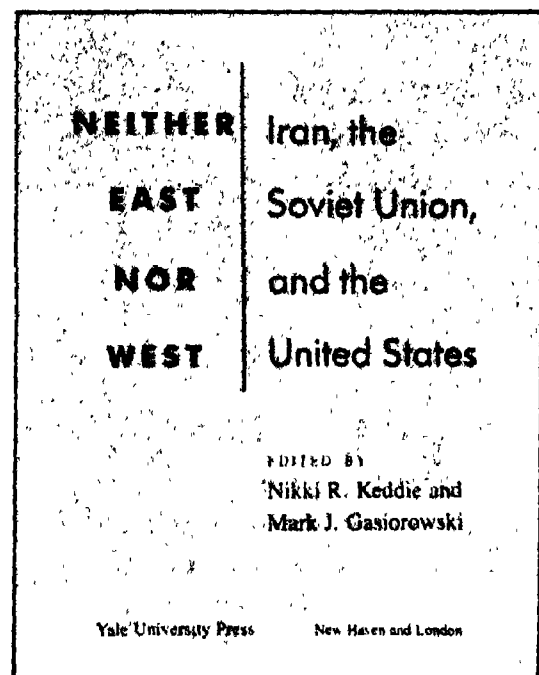 NEITHER
EAST
NOR
WEST
Iran, the
Soviet Union,
and the
United States
EDITED BY
Nikki R. Keddie and
Mark J. Gasiorowski
Yale University Press
New Haven and London